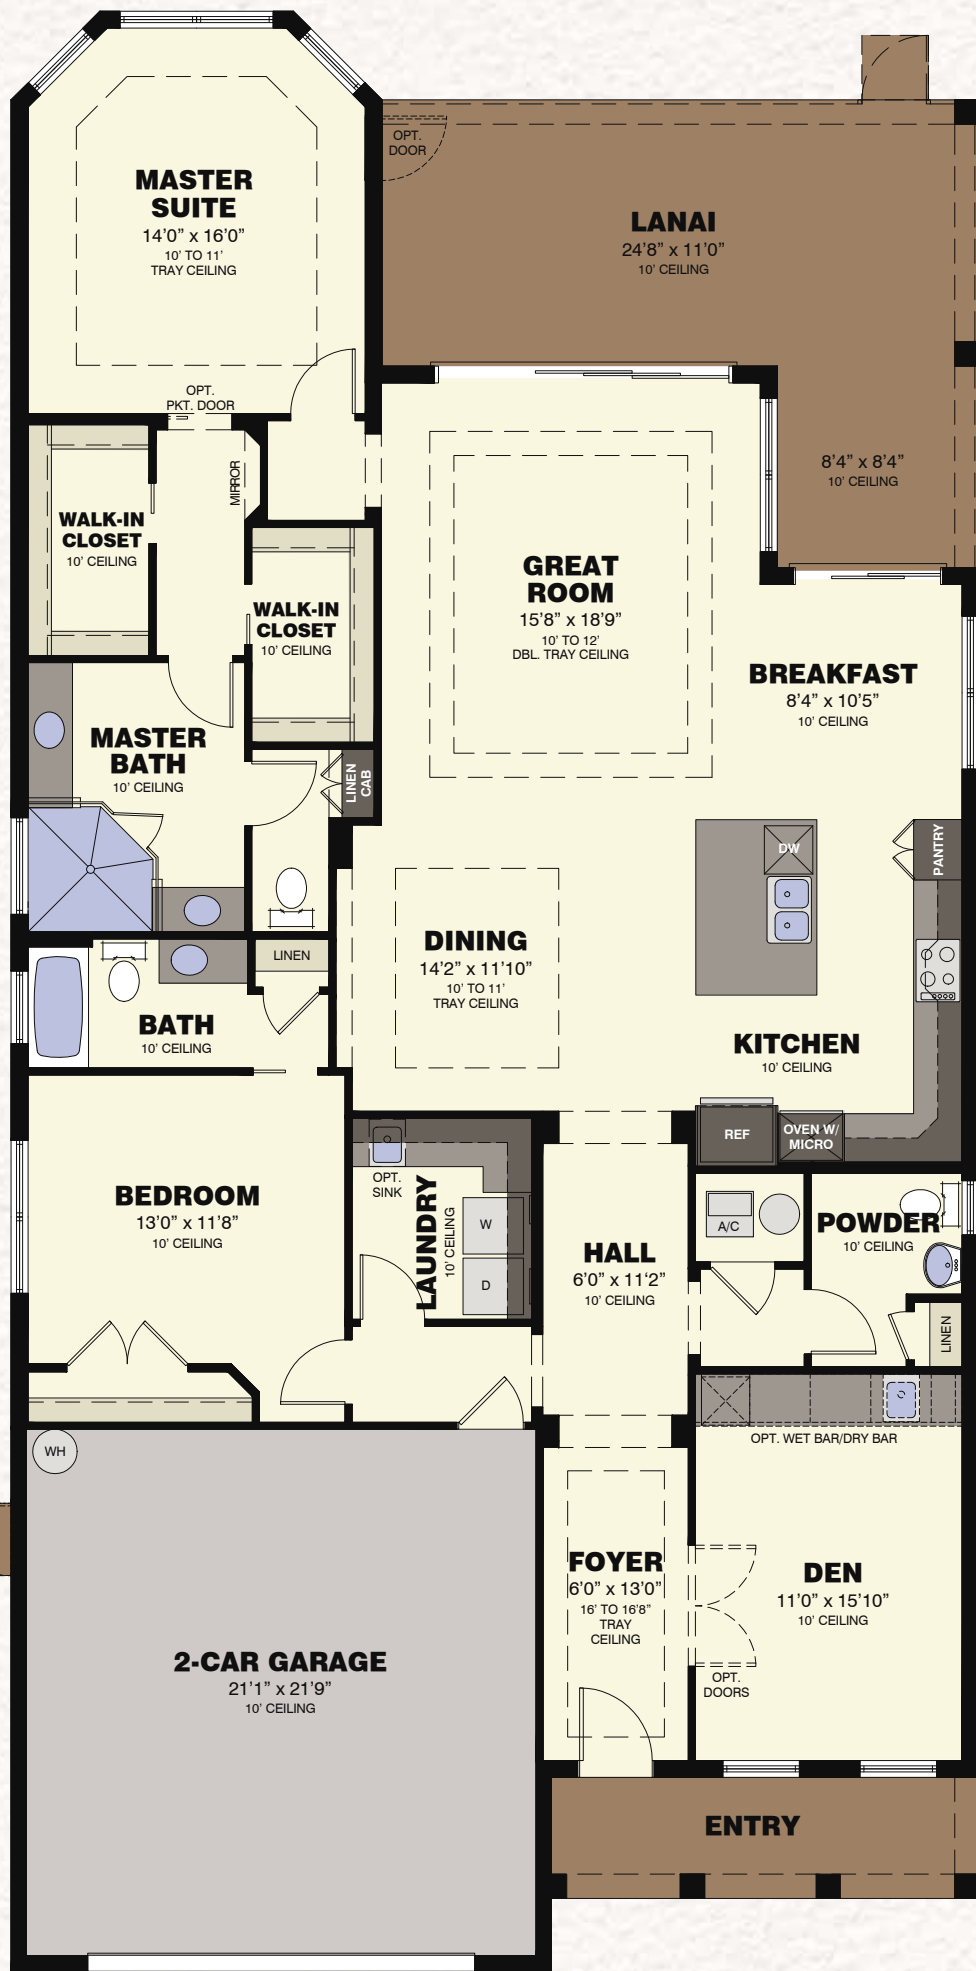 MASTER
SUITE
14'0" x 16'0"
10' TO 11'
TRAY CEILING
OPT.
DOOR
LANAI
24'8" x 11'0"
10' CEILING
OPT.
PKT. DOOR
MIRROR
WALK-IN
CLOSET
10' CEILING
8'4" x 8'4"
10' CEILING
GREAT
ROOM
15'8" x 18'9"
10' TO 12'
DBL. TRAY CEILING
WALK-IN
CLOSET
10' CEILING
BREAKFAST
8'4" x 10'5"
10' CEILING
MASTER
BATH
10' CEILING
LINEN
CAB
DW
PANTRY
DINING
14'2" x 11'10"
10' TO 11'
TRAY CEILING
LINEN
BATH
10' CEILING
KITCHEN
10' CEILING
REF
OVEN W/
MICRO
OPT.
SINK
LAUNDRY
10' CEILING
W
D
BEDROOM
13'0" x 11'8"
10' CEILING
HALL
6'0" x 11'2"
10' CEILING
A/C
POWDER
10' CEILING
LINEN
OPT. WET BAR/DRY BAR
WH
FOYER
6'0" x 13'0"
16' TO 16'8"
TRAY
CEILING
DEN
11'0" x 15'10"
10' CEILING
OPT.
DOORS
2-CAR GARAGE
21'1" x 21'9"
10' CEILING
ENTRY